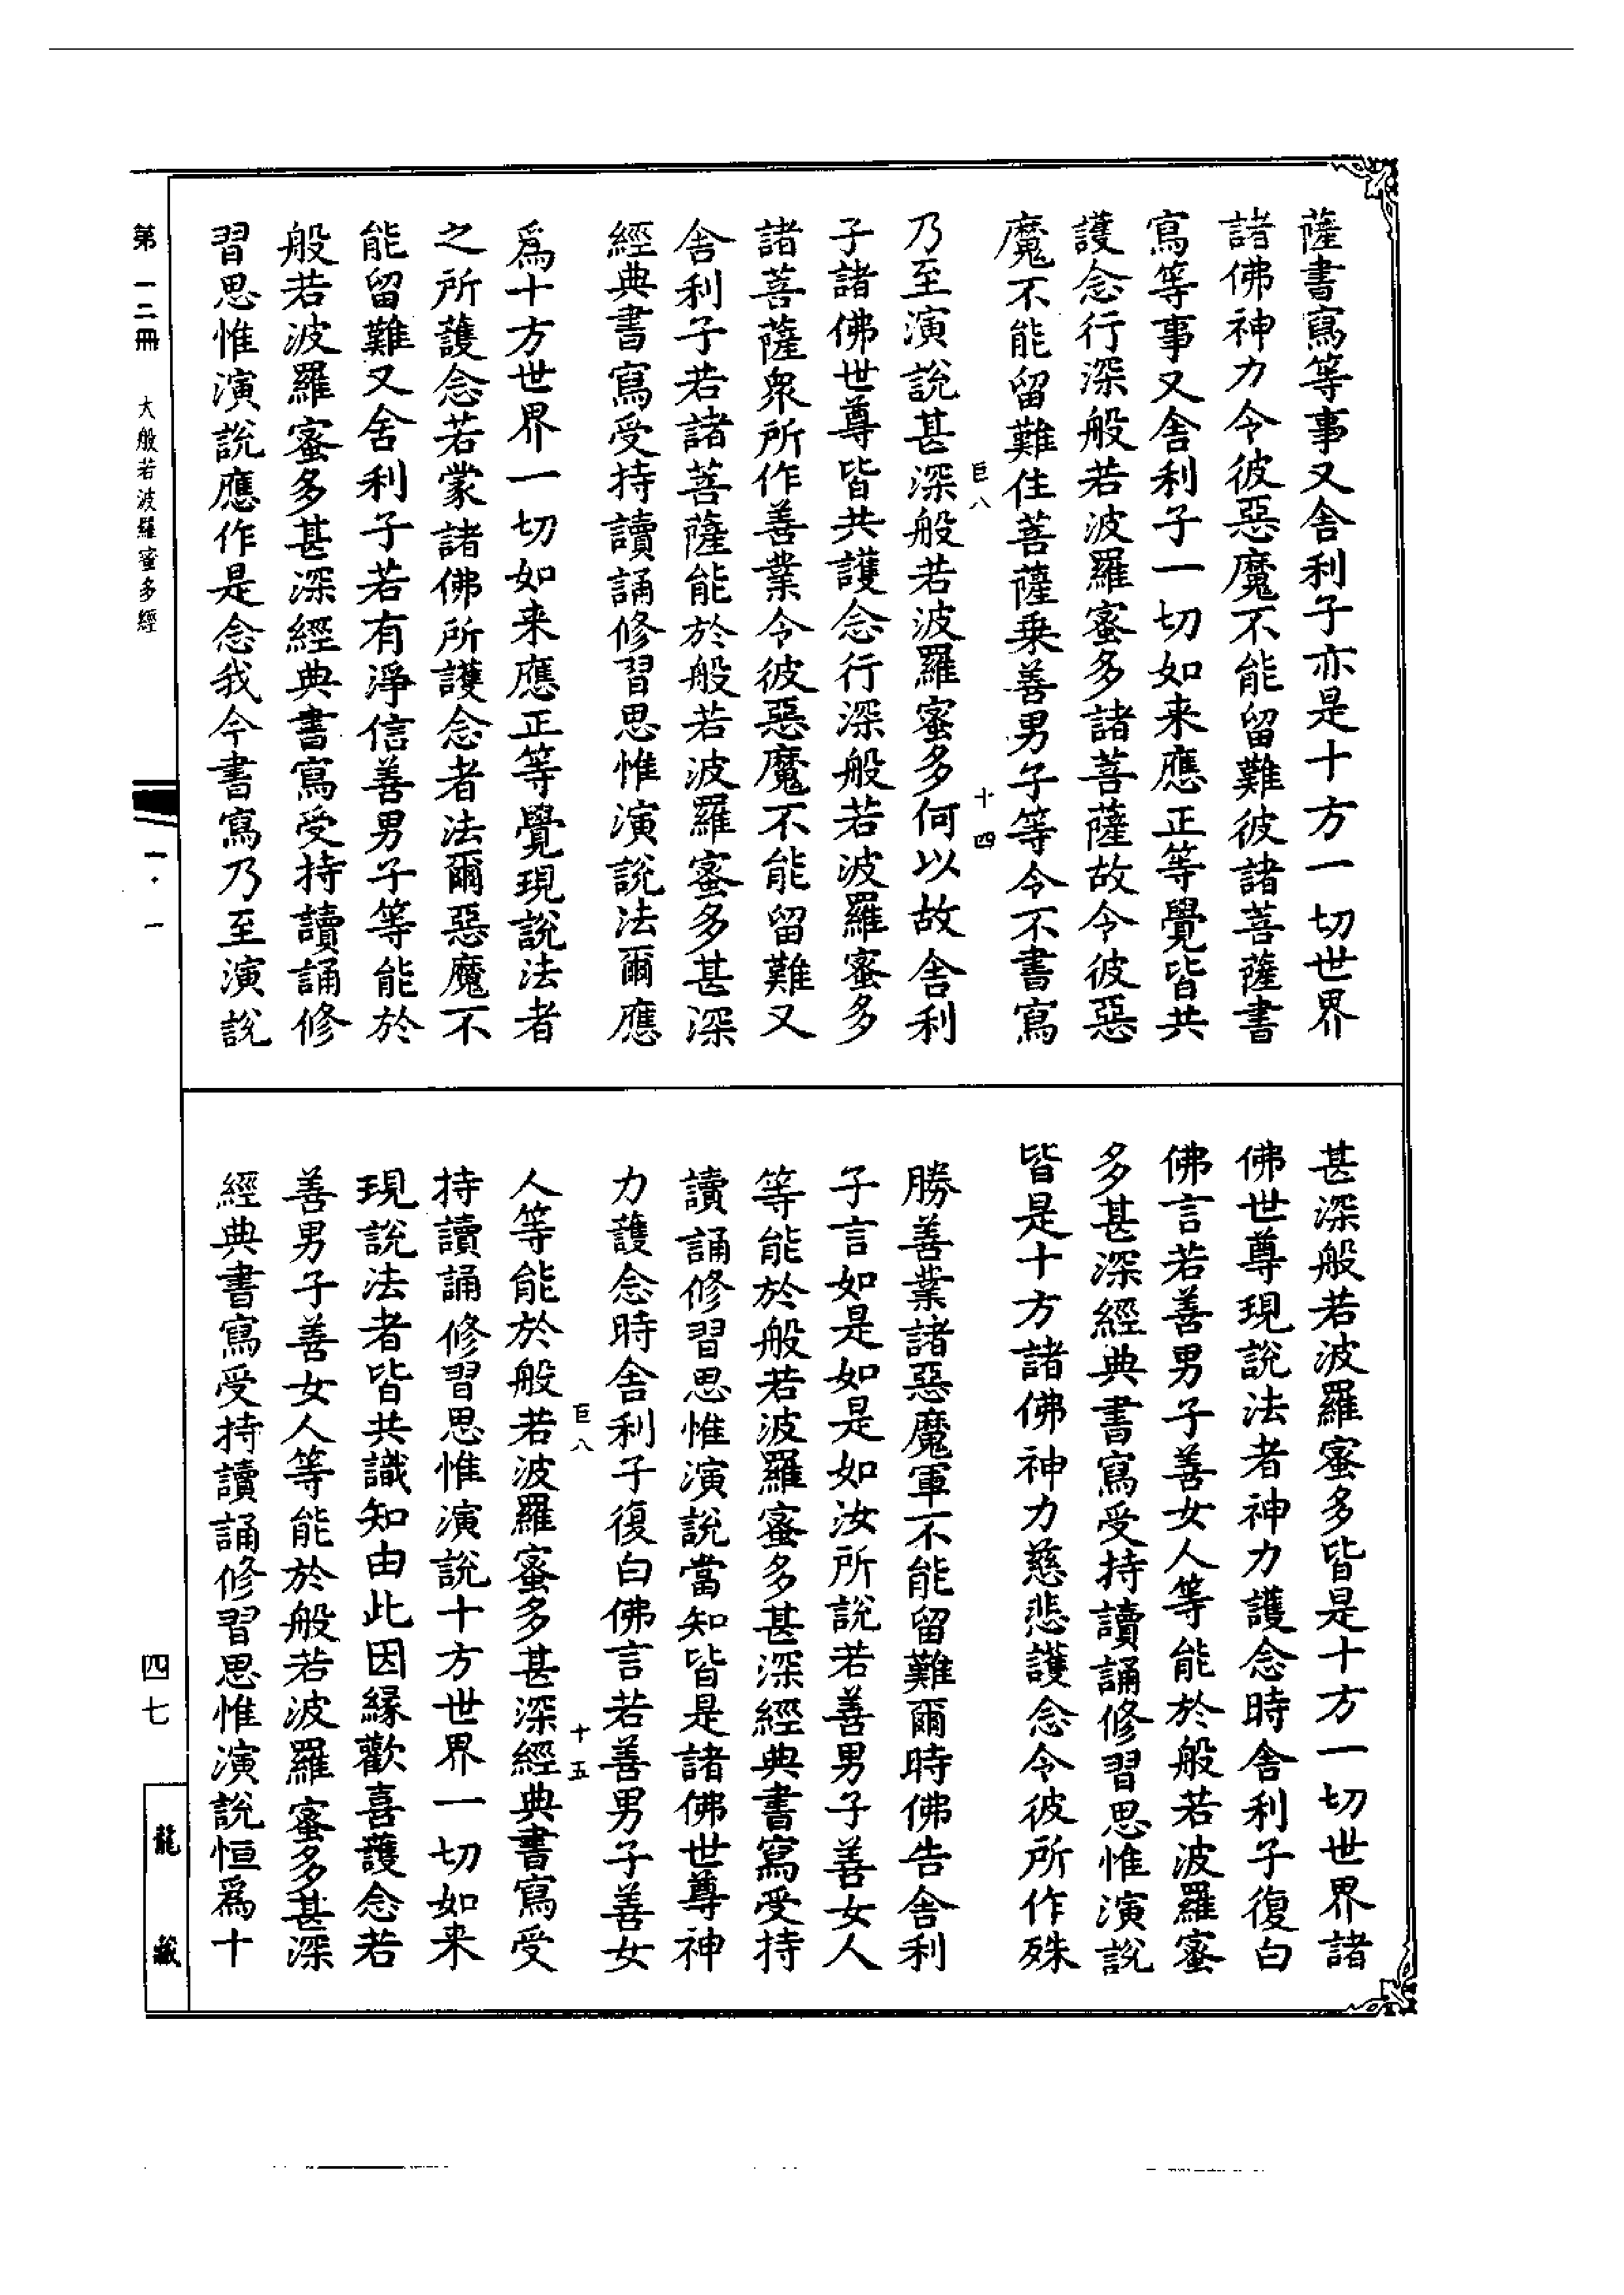 薩書寫等事又舍利子亦是十方一切世界
諸佛神力令彼惡魔不能留難彼諸菩薩書
寫等事又舍利子一切如来應正等覺皆共
護念行深般若波羅蜜多諸菩薩故令彼惡
魔不能留難住菩薩乗善男子等令不書寫
巨八 十四
乃至演說甚深般若波羅蜜多何以故舍利
子諸佛世尊皆共護念行深般若波羅蜜多
諸菩薩衆所作善業令彼惡魔不能留難又
舍利子若諸菩薩能於般若波羅蜜多甚深
經典書寫受持讀誦修習思惟演說法爾應
爲十方世界一切如来應正等覺現說法者
之所護念若蒙諸佛所護念者法爾惡魔不
能留難又舍利子若有淨信善男子等能於
般若波羅蜜多甚深經典書寫受持讀誦修
習思惟演說應作是念我今書寫乃至演說
甚深般若波羅蜜多皆是十方一切世界諸
佛世尊現說法者神力護念時舍利子復白
佛言若善男子善女人等能於般若波羅蜜
多甚深經典書寫受持讀誦修習思惟演說
皆是十方諸佛神力慈悲護念令彼所作殊
勝善業諸惡魔軍不能留難爾時佛告舍利
子言如是如是如汝所說若善男子善女人
等能於般若波羅蜜多甚深經典書寫受持
讀誦修習思惟演說當知皆是諸佛世尊神
力護念時舍利子復白佛言若善男子善女
巨八 十五
人等能於般若波羅蜜多甚深經典書寫受
持讀誦修習思惟演說十方世界一切如来
現說法者皆共識知由此因緣歡喜護念若
善男子善女人等能於般若波羅蜜多甚深
經典書寫受持讀誦修習思惟演說恒爲十
第一二冊 大般若波羅蜜多經 一·一 四七 龍藏